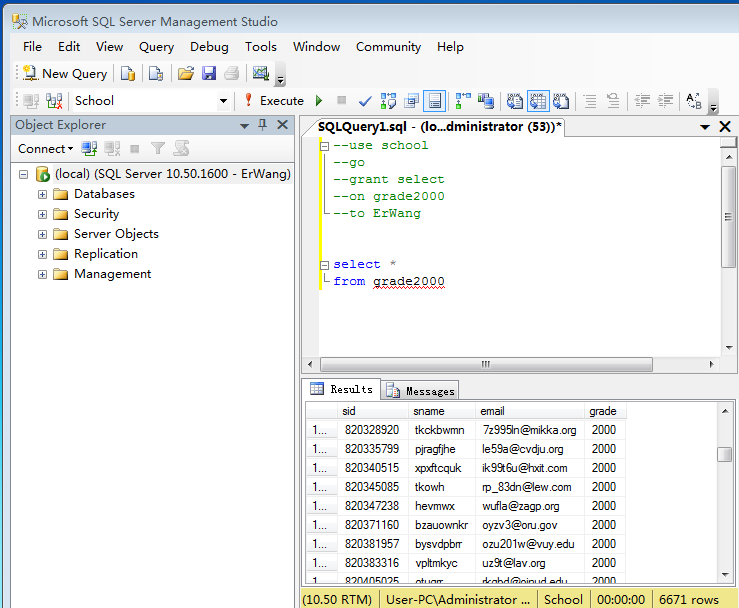 Microsoft SQL Server Management Studio
File Edit View Query Debug Tools Window Community Help
New Query
School Execute
Object Explorer
Connect
(local) (SQL Server 10.50.1600 - ErWang)
Databases
Security
Server Objects
Replication
Management
SQLQuery1.sql - (lo...dministrator (53))*
--use school
--go
--grant select
--on grade2000
--to ErWang
select *
from grade2000
Results Messages
sid sname email grade
1... 820328920 tkckbwmn 7z995ln@mikka.org 2000
1... 820335799 pjragfjhe le59a@cvdju.org 2000
1... 820340515 xpxftcquk ik99t6u@hxit.com 2000
1... 820345085 tkowh rp_83dn@lew.com 2000
1... 820347238 hevmwx wufla@zagp.org 2000
1... 820371160 bzauownkr oyzv3@oru.gov 2000
1... 820381957 bysvdpbrr ozu201w@vuy.edu 2000
1... 820383316 vpltmkyc uz9t@lav.org 2000
1... 820405025 2000
(10.50 RTM) User-PC\Administrator ... School 00:00:00 6671 rows